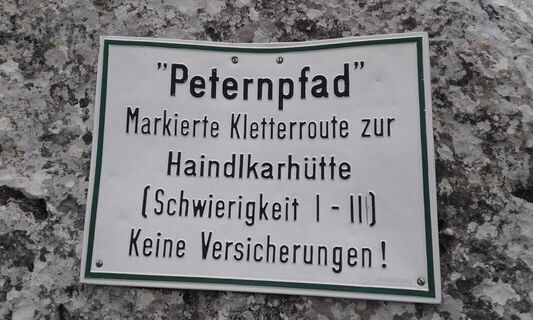 "Peternpfad"
Markierte Kletterroute zur
Haindlkarhütte
(Schwierigkeit I - II)
Keine Versicherungen!